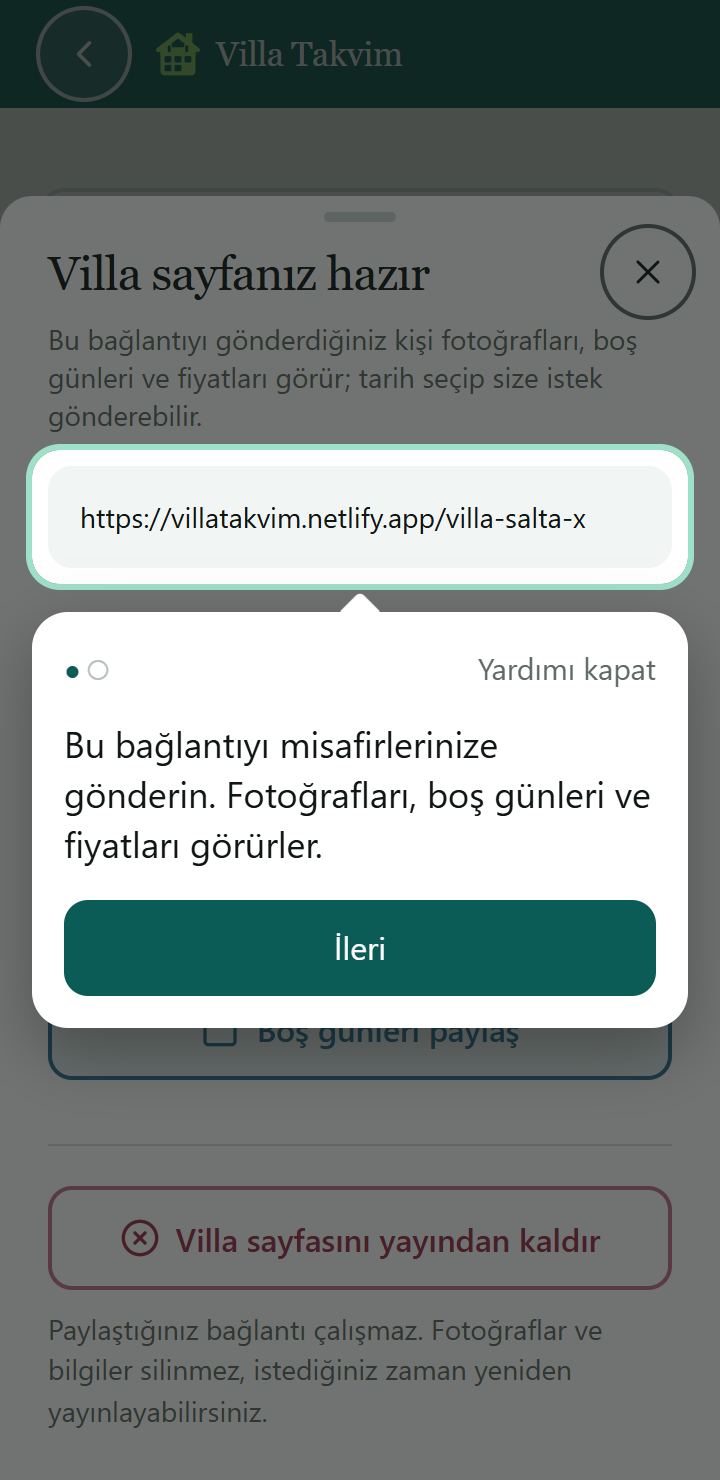 Villa Takvim
Villa sayfanız hazır
Bu bağlantıyı gönderdiğiniz kişi fotoğrafları, boş
günleri ve fiyatları görür; tarih seçip size istek
gönderebilir.
https://villatakvim.netlify.app/villa-salta-x
Yardımı kapat
Bu bağlantıyı misafirlerinize
gönderin. Fotoğrafları, boş günleri ve
fiyatları görürler.
İleri
Boş günleri paylaş
Villa sayfasını yayından kaldır
Paylaştığınız bağlantı çalışmaz. Fotoğraflar ve
bilgiler silinmez, istediğiniz zaman yeniden
yayınlayabilirsiniz.